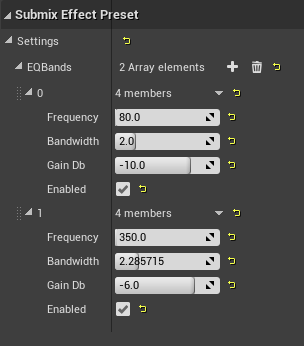 Submix Effect Preset
Settings
EQBands 2 Array elements
0 4 members
Frequency 80.0
Bandwidth 2.0
Gain Db -10.0
Enabled
1 4 members
Frequency 350.0
Bandwidth 2.285715
Gain Db -6.0
Enabled